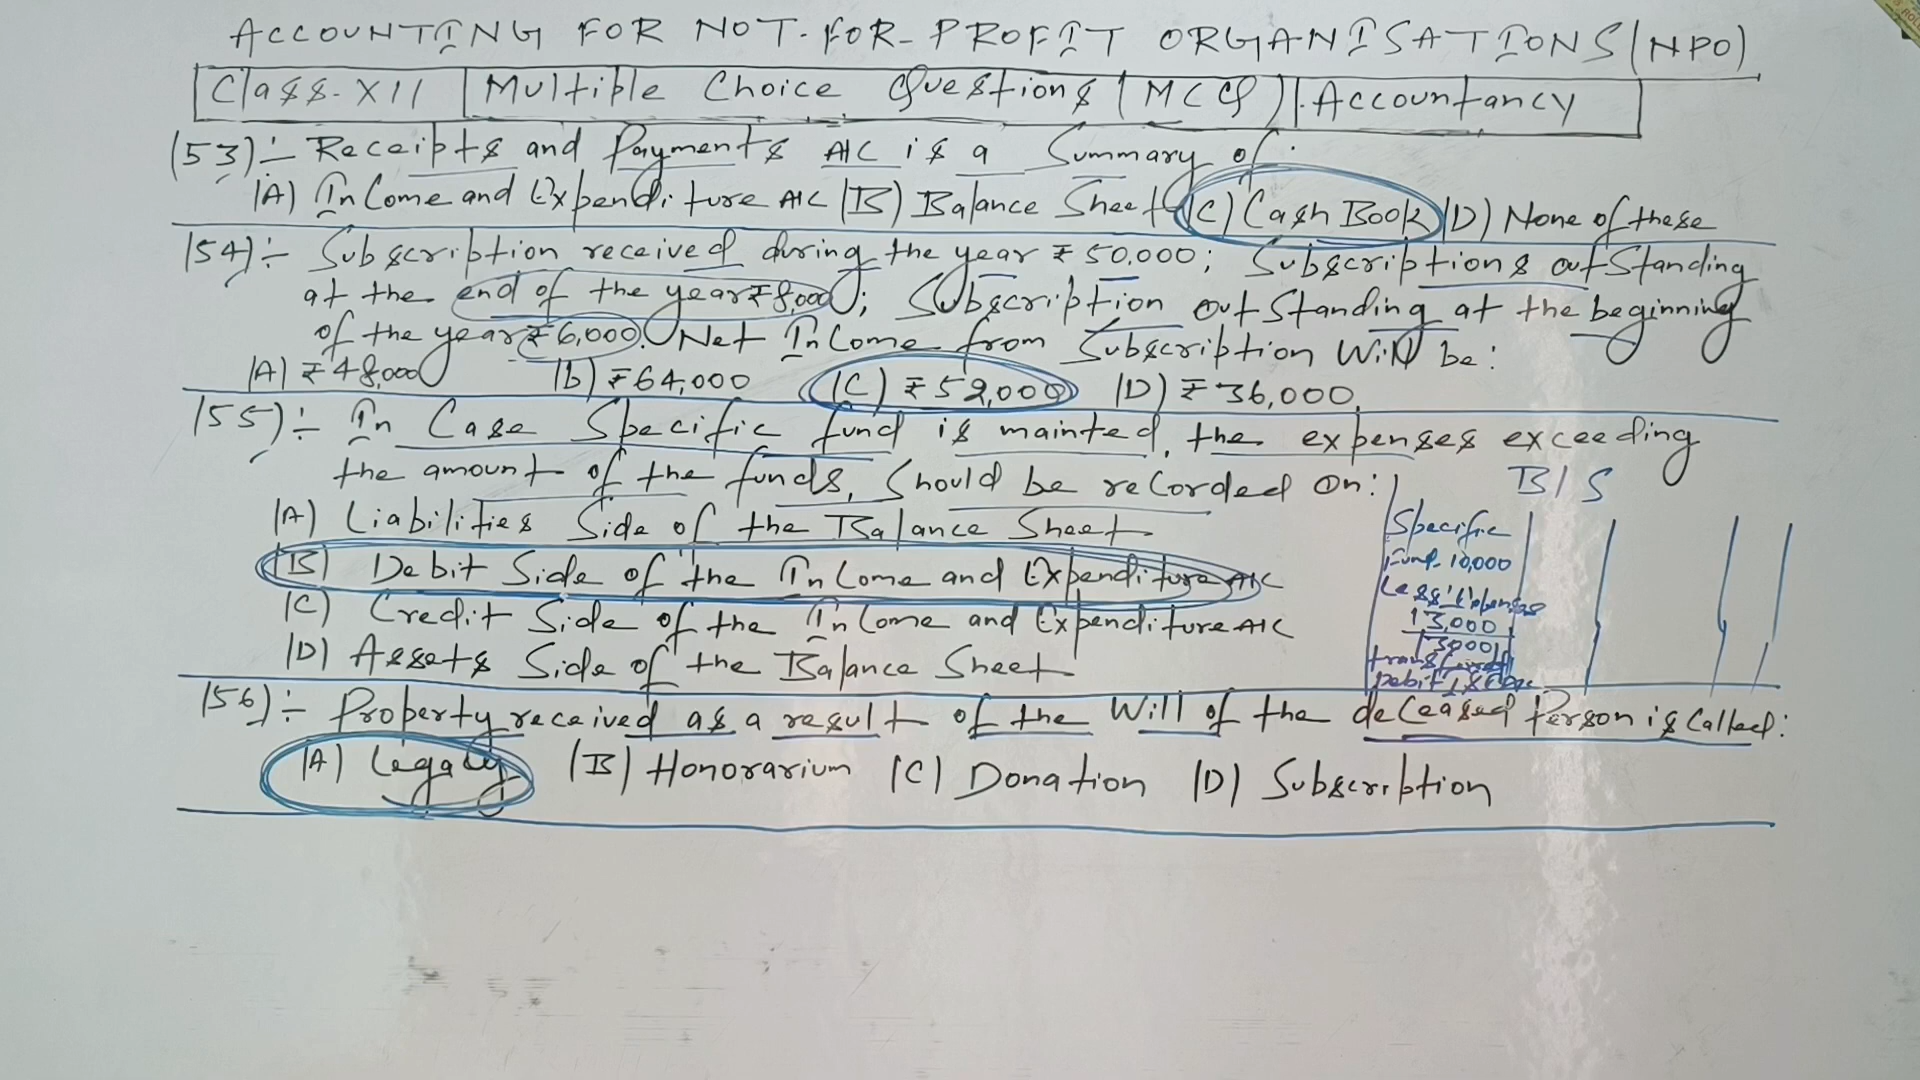 ACCOUNTING FOR NOT-FOR-PROFIT ORGANISATIONS (NPO)
Class-XII Multiple Choice Questions (MCQ) Accountancy
(53):- Receipts and Payments A/C is a Summary of:
(A) Income and Expenditure A/C (B) Balance Sheet (C) Cash Book (D) None of these
(54):- Subscription received during the year ₹50,000; Subscriptions outStanding
at the end of the year ₹8,000; Subscription outStanding at the beginning
of the year ₹6,000. Net Income from Subscription Will be:
(A) ₹48,000 (b) ₹64,000 (C) ₹52,000 (D) ₹36,000
(55):- In Case Specific fund is mainted, the expenses exceeding
the amount of the funds, Should be recorded on:
B/S
(A) Liabilities Side of the Balance Sheet
(B) Debit Side of the Income and Expenditure A/C
(C) Credit Side of the Income and Expenditure A/C
(D) Assets Side of the Balance Sheet
Specific
Fund 10,000
Less: Expenses
13,000
3000
Debit
(56):- Property received as a result of the Will of the deceased Person is Called:
(A) Legacy (B) Honorarium (C) Donation (D) Subscription